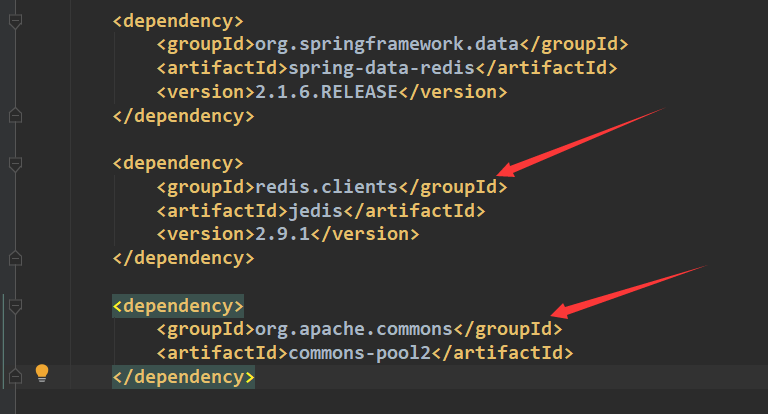 <dependency>
<groupId>org.springframework.data</groupId>
<artifactId>spring-data-redis</artifactId>
<version>2.1.6.RELEASE</version>
</dependency>
<dependency>
<groupId>redis.clients</groupId>
<artifactId>jedis</artifactId>
<version>2.9.1</version>
</dependency>
<dependency>
<groupId>org.apache.commons</groupId>
<artifactId>commons-pool2</artifactId>
</dependency>